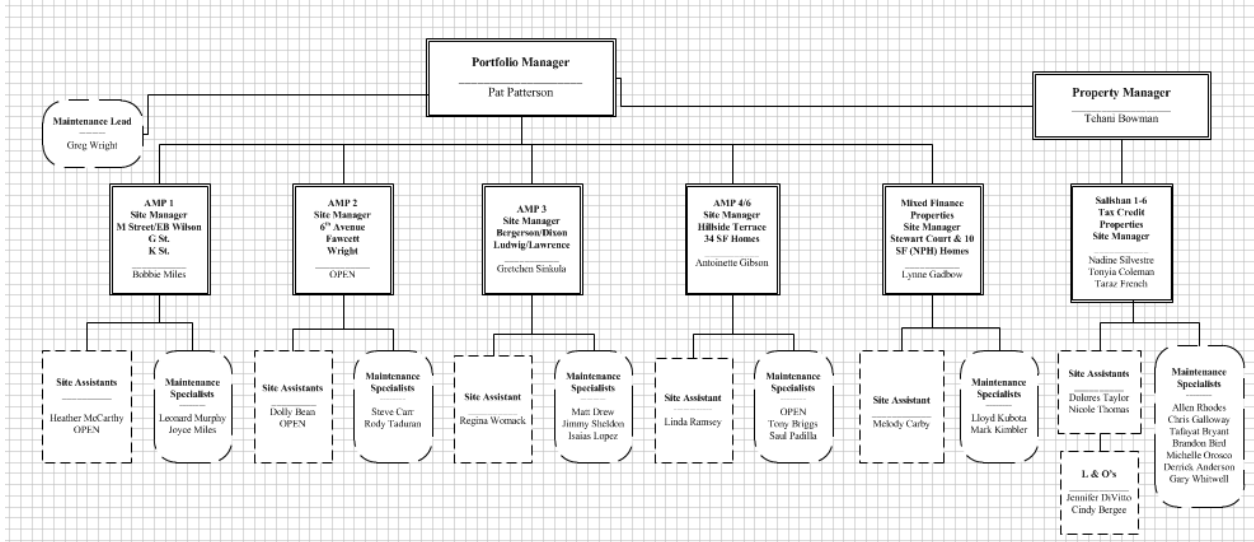 Portfolio Manager
Pat Patterson
Property Manager
Tehani Bowman
Maintenance Lead
Greg Wright
AMP 1
Site Manager
M Street/EB Wilson
G St.
K St.
Bobbie Miles
AMP 2
Site Manager
6th Avenue
Fawcett
Wright
OPEN
AMP 3
Site Manager
Bergerson/Dixon
Ludwig/Lawrence
Gretchen Sinkula
AMP 4/6
Site Manager
Hillside Terrace
34 SF Homes
Antoinette Gibson
Mixed Finance
Properties
Site Manager
Stewart Court & 10
SF (NPH) Homes
Lynne Gadbow
Salishan 1-6
Tax Credit
Properties
Site Manager
Nadine Silvestre
Tonyia Coleman
Taraz French
Site Assistants
Heather McCarthy
OPEN
Maintenance
Specialists
Leonard Murphy
Joyce Miles
Site Assistants
Dolly Bean
OPEN
Maintenance
Specialists
Steve Carr
Rody Taduran
Site Assistant
Regina Womack
Maintenance
Specialists
Matt Drew
Jimmy Sheldon
Isaias Lopez
Site Assistant
Linda Ramsey
Maintenance
Specialists
OPEN
Tony Briggs
Saul Padilla
Site Assistant
Melody Carby
Maintenance
Specialists
Lloyd Kubota
Mark Kimbler
Site Assistants
Dolores Taylor
Nicole Thomas
L & O's
Jennifer DiVitto
Cindy Bergee
Maintenance
Specialists
Allen Rhodes
Chris Galloway
Tafayat Bryant
Brandon Bird
Michelle Orosco
Derrick Anderson
Gary Whitwell